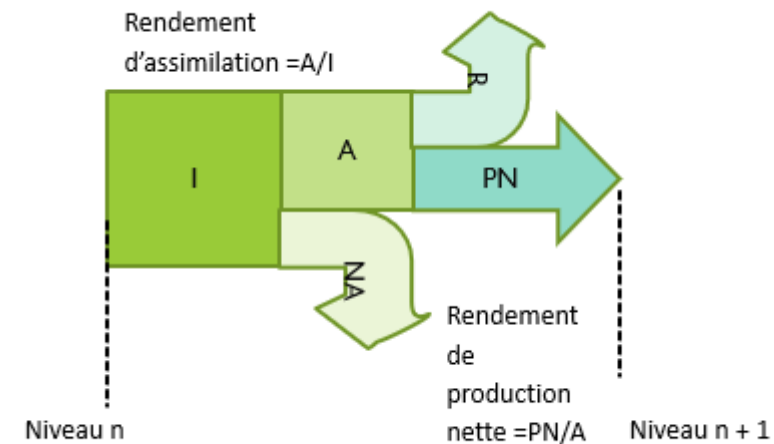 Rendement
d'assimilation =A/I
R
I
A
PN
NA
Rendement
de
production
nette =PN/A
Niveau n
Niveau n + 1